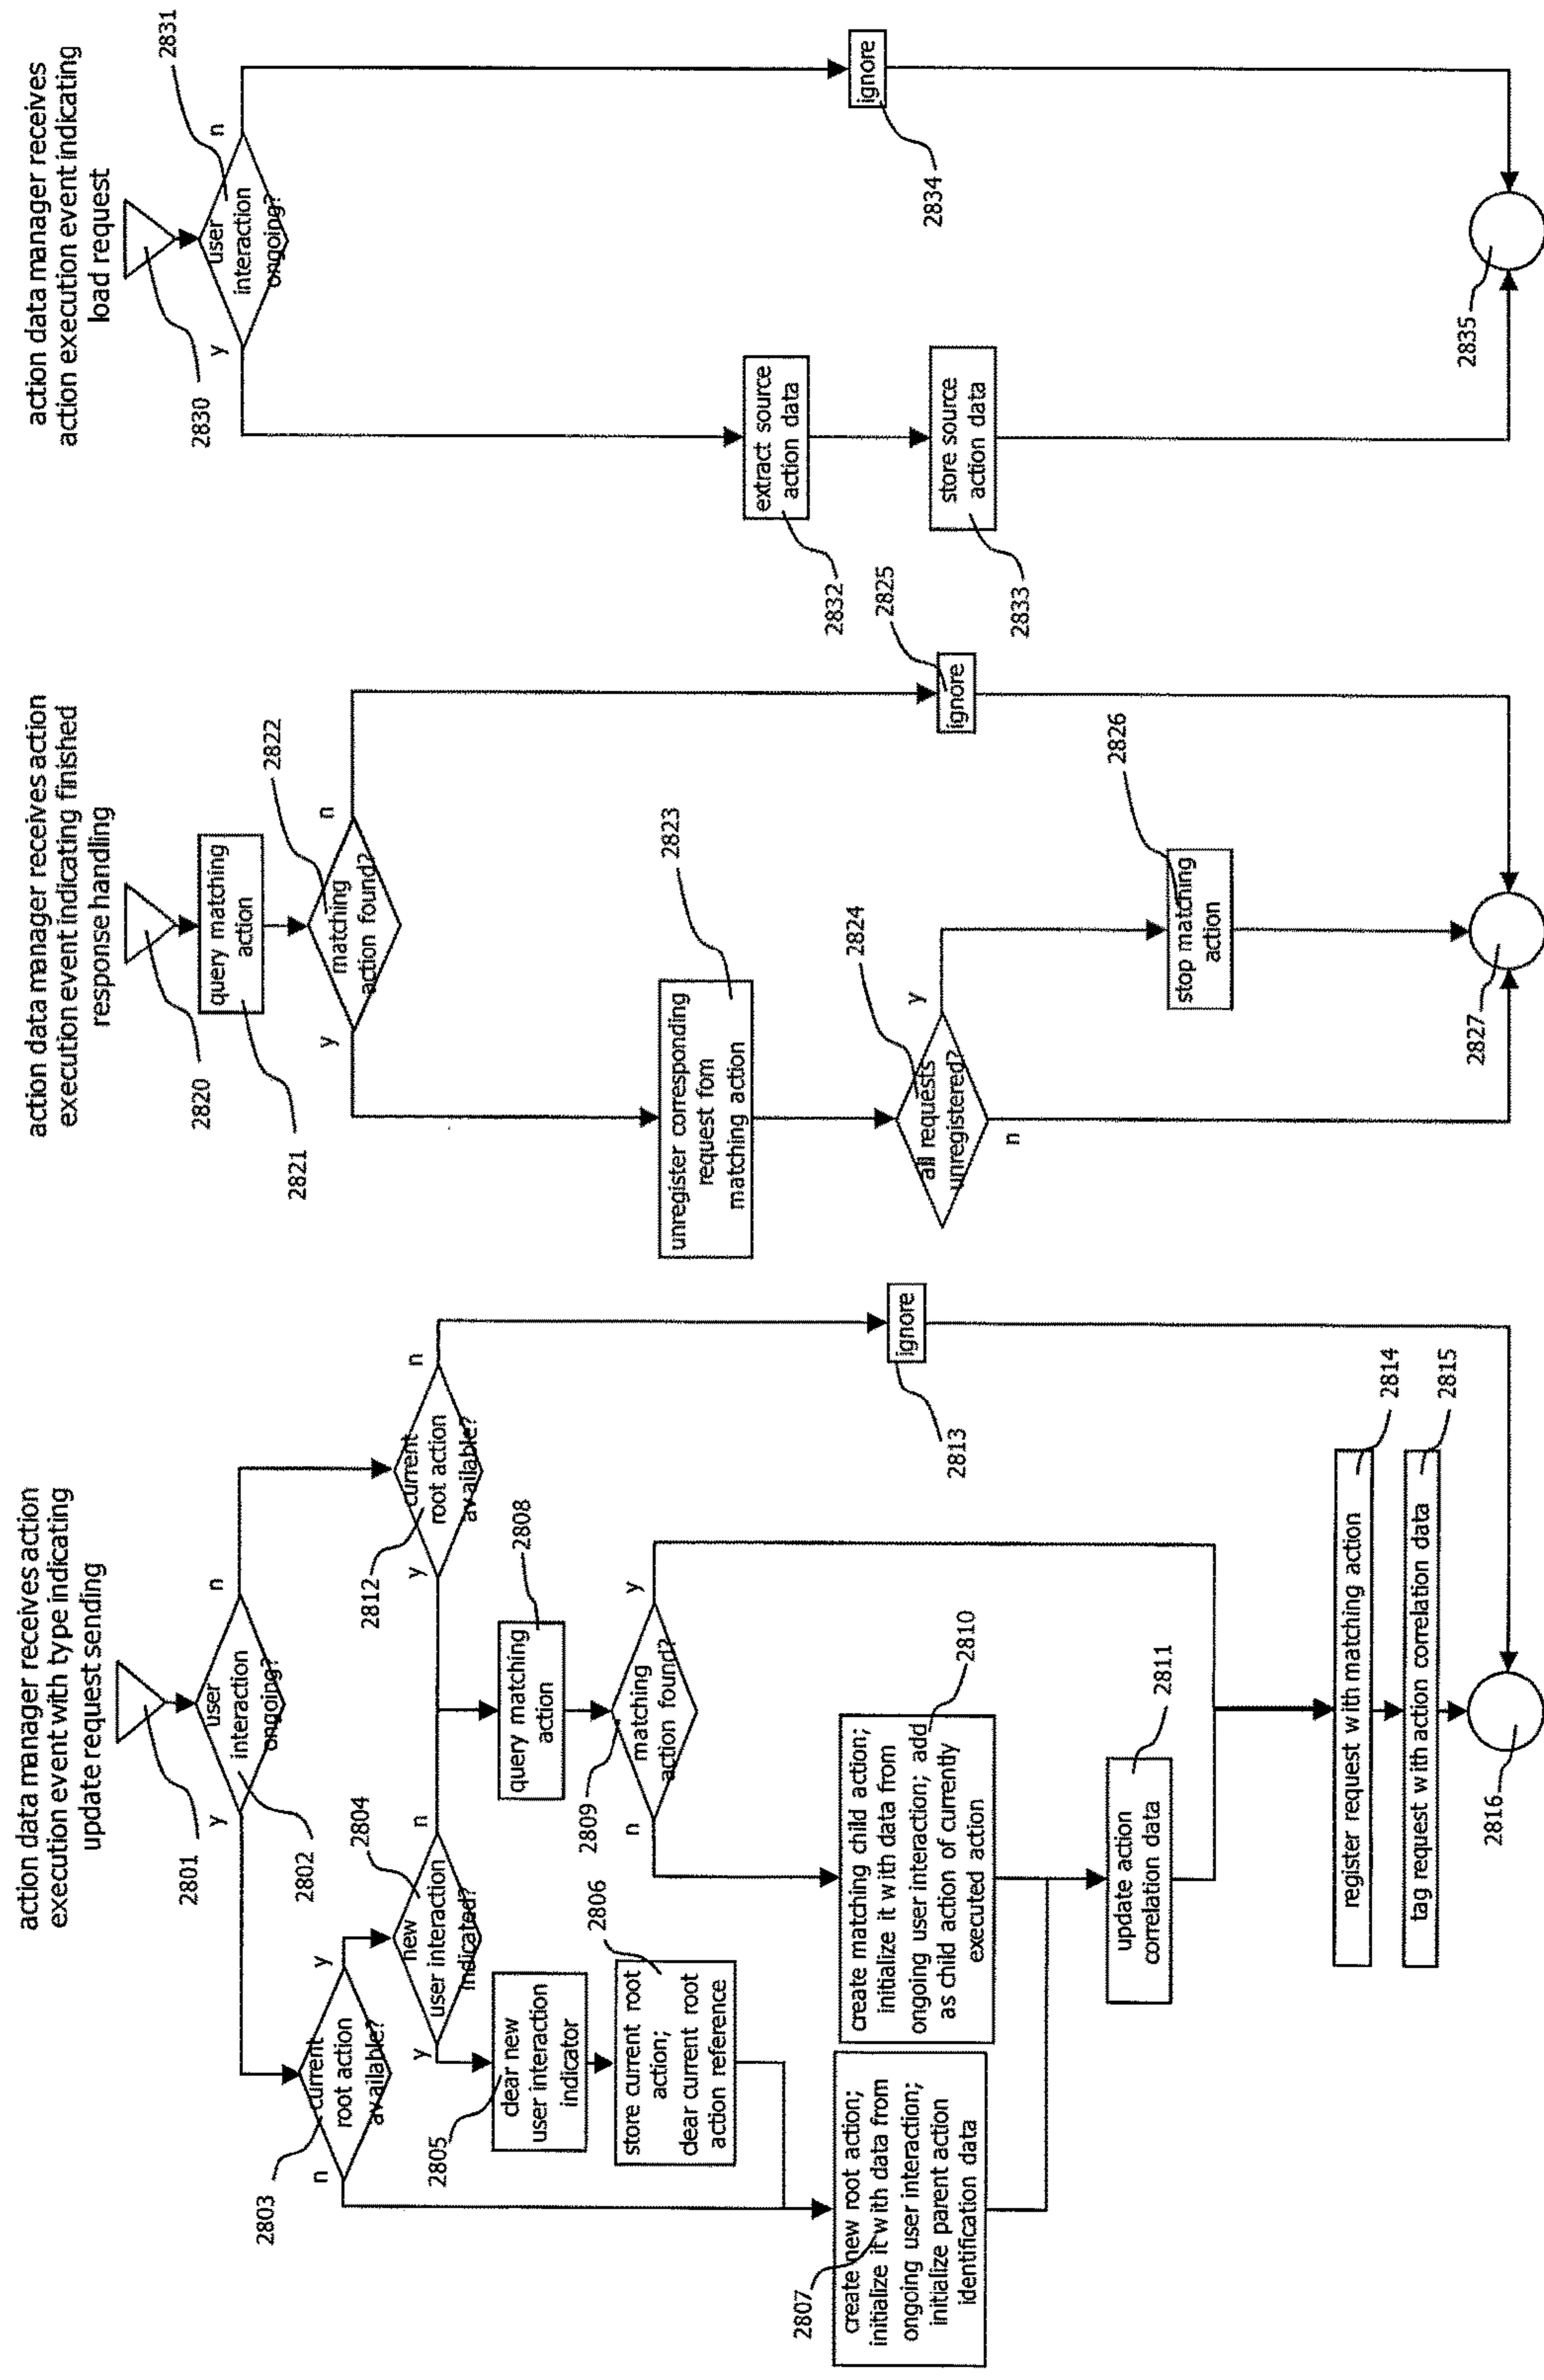 action data manager receives action
execution event with type indicating
update request sending
2801
user
interaction
ongoing?
2802
y
n
2803
current
root action
available?
n
y
2804
new
user interaction
indicated?
y
n
2812
current
root action
available?
y
n
2805
clear new
user interaction
indicator
2806
store current root
action;
clear current root
action reference
2808
query matching
action
2809
matching
action found?
n
y
2807
create new root action;
initialize it with data from
ongoing user interaction;
initialize parent action
identification data
2810
create matching child action;
initialize it with data from
ongoing user interaction; add
as child action of currently
executed action
ignore
2813
2811
update action
correlation data
register request with matching action
2814
tag request with action correlation data
2815
2816
action data manager receives action
execution event indicating finished
response handling
2820
query matching
action
2821
2822
matching
action found?
y
n
2823
unregister corresponding
request fom
matching action
2824
all requests
unregistered?
y
n
2825
ignore
2826
stop matching
action
2827
action data manager receives
action execution event indicating
load request
2830
2831
user
interaction
ongoing?
y
n
extract source
action data
2832
store source
action data
2833
ignore
2834
2835